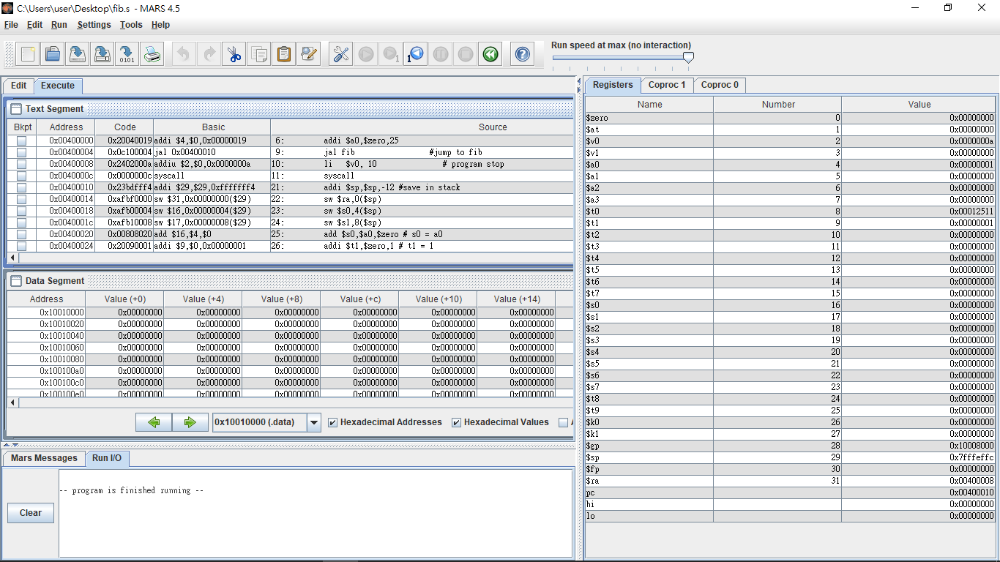 C:\Users\user\Desktop\fib.s - MARS 4.5
File Edit Run Settings Tools Help
Run speed at max (no interaction)
Edit Execute
Text Segment
Bkpt Address Code Basic Source
0x00400000 0x20040019 addi $4,$0,0x00000019 6: addi $a0,$zero,25
0x00400004 0x0c100004 jal 0x00400010 9: jal fib #jump to fib
0x00400008 0x2402000a addiu $2,$0,0x0000000a 10: li $v0, 10 # program stop
0x0040000c 0x0000000c syscall 11: syscall
0x00400010 0x23bdfff4 addi $29,$29,0xfffffff4 21: addi $sp,$sp,-12 #save in stack
0x00400014 0xafbf0000 sw $31,0x00000000($29) 22: sw $ra,0($sp)
0x00400018 0xafb00004 sw $16,0x00000004($29) 23: sw $s0,4($sp)
0x0040001c 0xafb10008 sw $17,0x00000008($29) 24: sw $s1,8($sp)
0x00400020 0x00808020 add $16,$4,$0 25: add $s0,$a0,$zero # s0 = a0
0x00400024 0x20090001 addi $9,$0,0x00000001 26: addi $t1,$zero,1 # t1 = 1
Data Segment
Address Value (+0) Value (+4) Value (+8) Value (+c) Value (+10) Value (+14)
0x10010000 0x00000000 0x00000000 0x00000000 0x00000000 0x00000000 0x00000000
0x10010020 0x00000000 0x00000000 0x00000000 0x00000000 0x00000000 0x00000000
0x10010040 0x00000000 0x00000000 0x00000000 0x00000000 0x00000000 0x00000000
0x10010060 0x00000000 0x00000000 0x00000000 0x00000000 0x00000000 0x00000000
0x10010080 0x00000000 0x00000000 0x00000000 0x00000000 0x00000000 0x00000000
0x100100a0 0x00000000 0x00000000 0x00000000 0x00000000 0x00000000 0x00000000
0x100100c0 0x00000000 0x00000000 0x00000000 0x00000000 0x00000000 0x00000000
0x100100e0 0x00000000 0x00000000 0x00000000 0x00000000 0x00000000 0x00000000
0x10010000 (.data) Hexadecimal Addresses Hexadecimal Values
Mars Messages Run I/O
-- program is finished running --
Clear
Registers Coproc 1 Coproc 0
Name Number Value
$zero 0 0x00000000
$at 1 0x00000000
$v0 2 0x0000000a
$v1 3 0x00000000
$a0 4 0x00000001
$a1 5 0x00000000
$a2 6 0x00000000
$a3 7 0x00000000
$t0 8 0x00012511
$t1 9 0x00000001
$t2 10 0x00000000
$t3 11 0x00000000
$t4 12 0x00000000
$t5 13 0x00000000
$t6 14 0x00000000
$t7 15 0x00000000
$s0 16 0x00000000
$s1 17 0x00000000
$s2 18 0x00000000
$s3 19 0x00000000
$s4 20 0x00000000
$s5 21 0x00000000
$s6 22 0x00000000
$s7 23 0x00000000
$t8 24 0x00000000
$t9 25 0x00000000
$k0 26 0x00000000
$k1 27 0x00000000
$gp 28 0x10008000
$sp 29 0x7fffeffc
$fp 30 0x00000000
$ra 31 0x00400008
pc 0x00400010
hi 0x00000000
lo 0x00000000